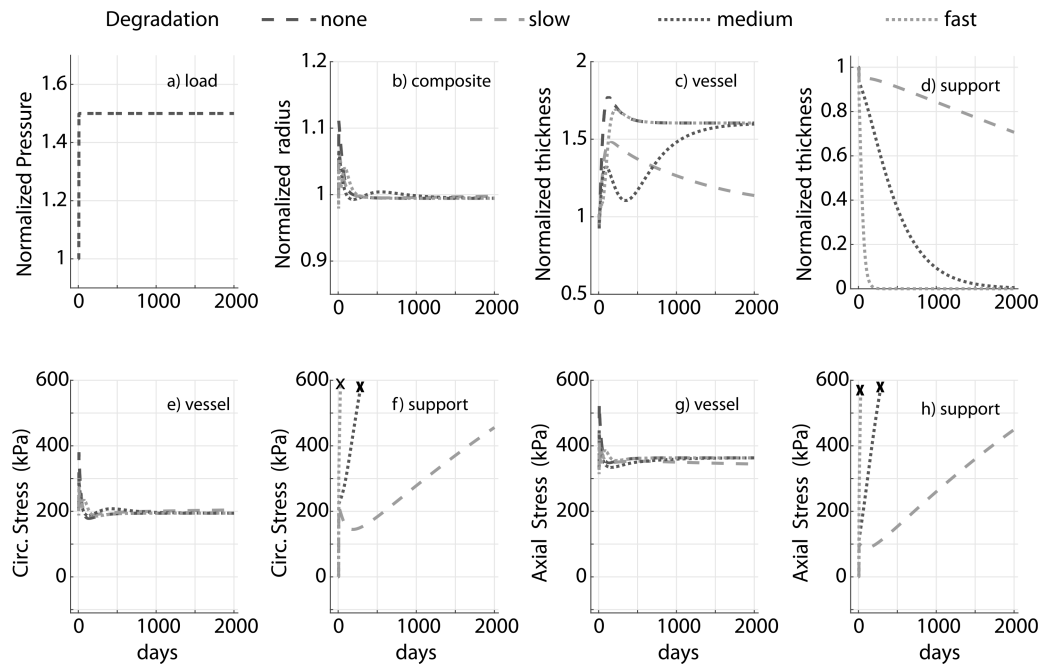 Degradation none slow medium fast
Normalized Pressure
1.6
1.4
1.2
1
0 1000 2000
a) load
Normalized radius
1.2
1.1
1
0.9
0 1000 2000
b) composite
Normalized thickness
2
1.5
1
0.5
0 1000 2000
c) vessel
Normalized thickness
1
0.8
0.6
0.4
0.2
0
0 1000 2000
d) support
Circ. Stress (kPa)
600
400
200
0
0 1000 2000
days
e) vessel
Circ. Stress (kPa)
600
400
200
0
0 1000 2000
days
x x
f) support
Axial Stress (kPa)
600
400
200
0
0 1000 2000
days
g) vessel
Axial Stress (kPa)
600
400
200
0
0 1000 2000
days
x x
h) support